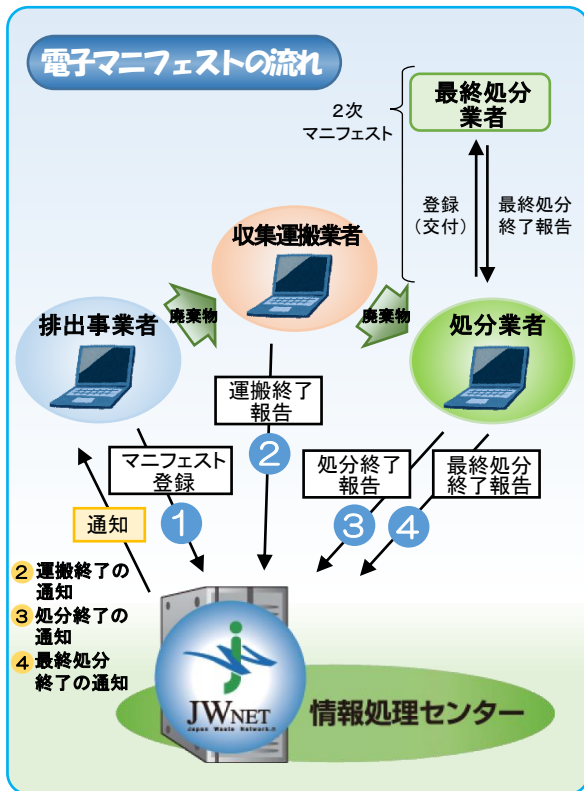 電子マニフェストの流れ
最終処分
業者
2次
マニフェスト
登録
(交付)
最終処分
終了報告
収集運搬業者
廃棄物
廃棄物
排出事業者
処分業者
運搬終了
報告
②
マニフェスト
登録
①
処分終了
報告
③
最終処分
終了報告
④
通知
②運搬終了の
通知
③処分終了の
通知
④最終処分
終了の通知
JWNET
Japan Waste Network
情報処理センター